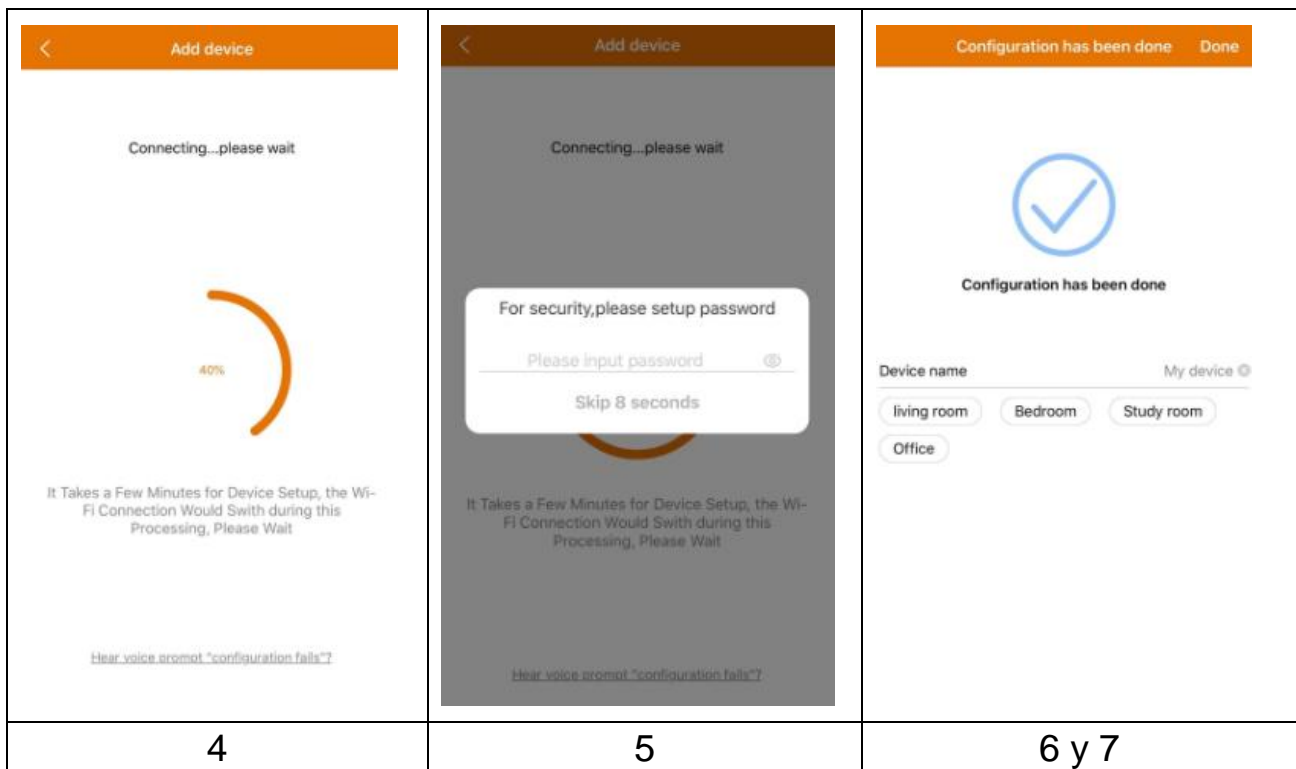 Add device
Connecting...please wait
40%
It Takes a Few Minutes for Device Setup, the Wi-
Fi Connection Would Swith during this
Processing, Please Wait
Hear voice prompt "configuration fails"?
4
Add device
Connecting...please wait
For security,please setup password
Please input password
Skip 8 seconds
It Takes a Few Minutes for Device Setup, the Wi-
Fi Connection Would Swith during this
Processing, Please Wait
Hear voice prompt "configuration fails"?
5
Configuration has been done Done
Configuration has been done
Device name My device
living room Bedroom Study room
Office
6 y 7